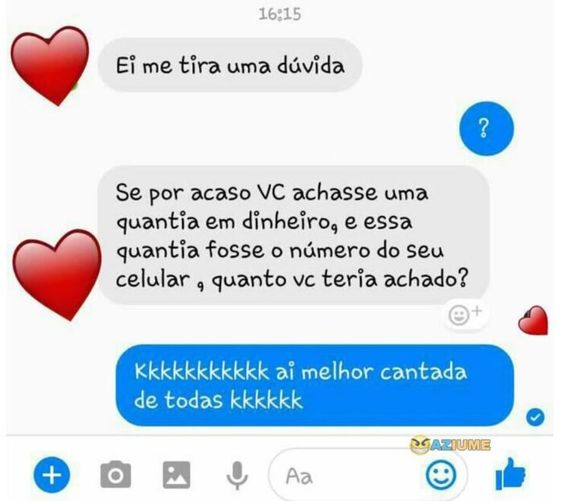 16:15
Ei me tira uma dúvida
?
Se por acaso VC achasse uma
quantia em dinheiro, e essa
quantia fosse o número do seu
celular , quanto vc teria achado?
Kkkkkkkkkkk ai melhor cantada
de todas kkkkkk
AZIUME
Aa